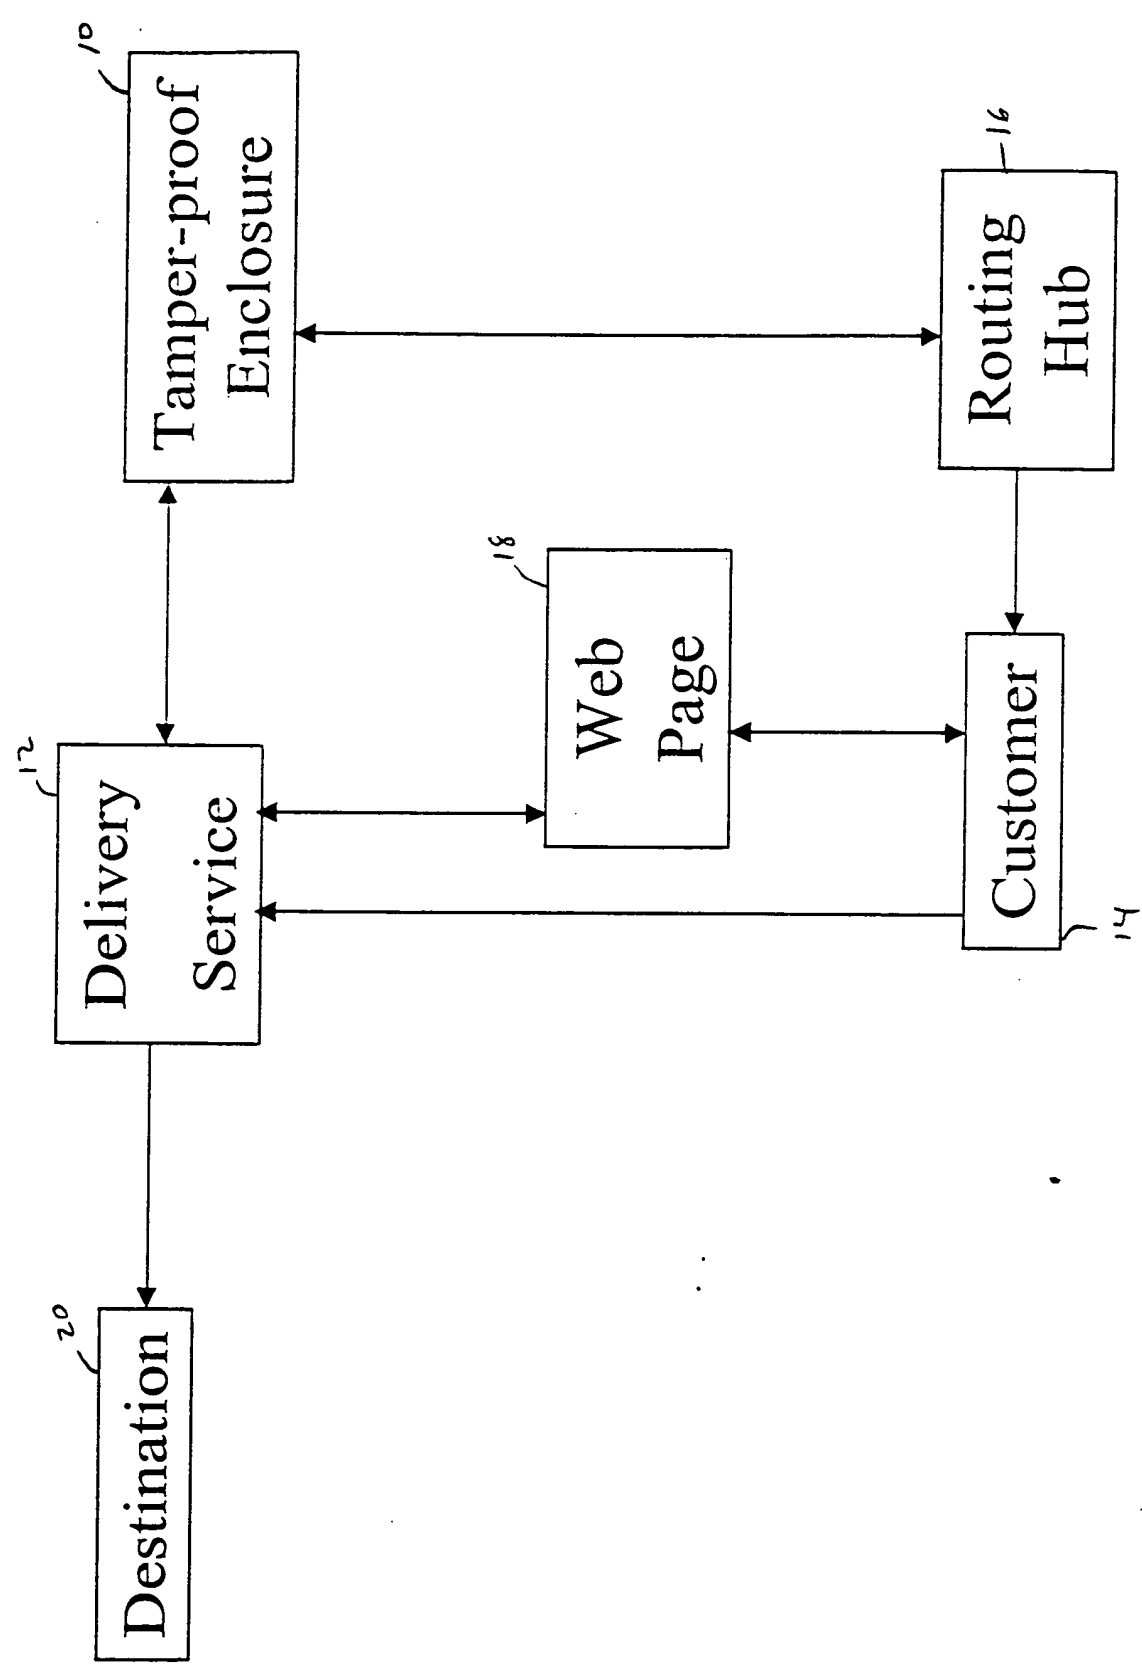 20
Destination
12
Delivery
Service
10
Tamper-proof
Enclosure
18
Web
Page
14
Customer
16
Routing
Hub